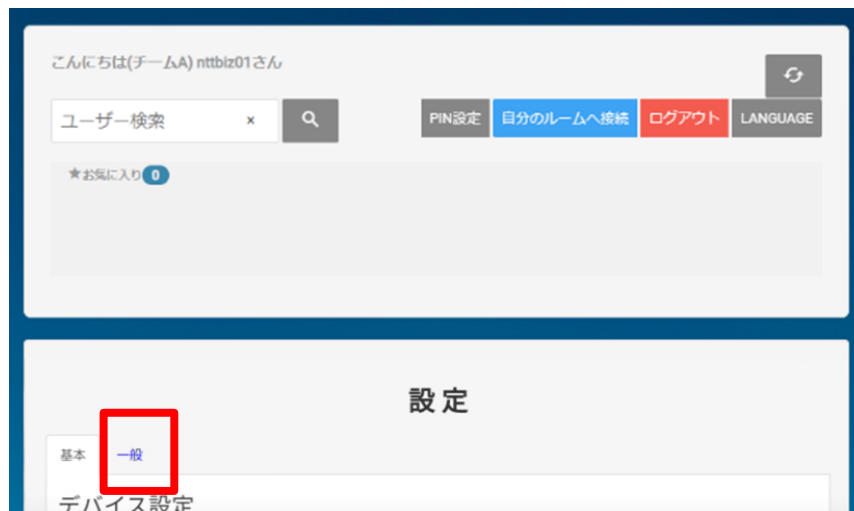 こんにちは(チームA) nttbiz01さん
ユーザー検索 ×
PIN設定 自分のルームへ接続 ログアウト LANGUAGE
★お気に入り 0
設定
基本 一般
デバイス設定